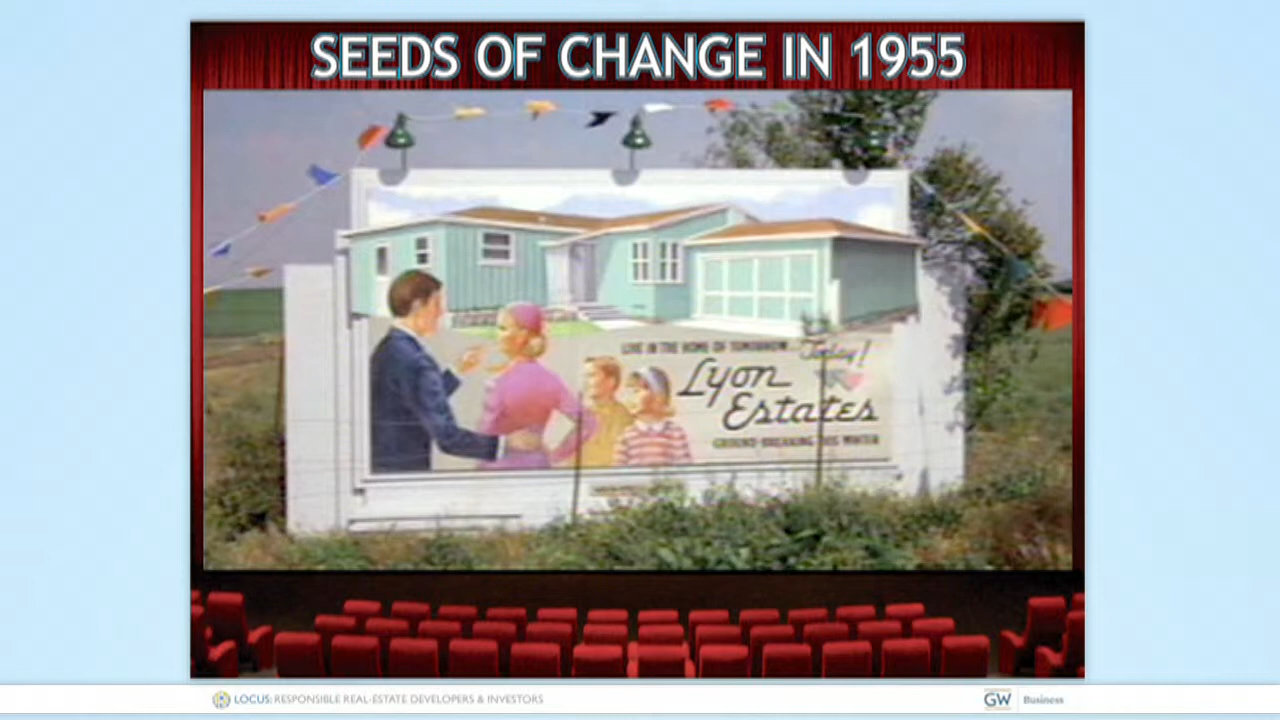 SEEDS OF CHANGE IN 1955
LIVE IN THE HOME OF TOMORROW... Today!
Lyon
Estates
GROUND-BREAKING THIS WINTER
LOCUS: RESPONSIBLE REAL-ESTATE DEVELOPERS & INVESTORS
GW Business